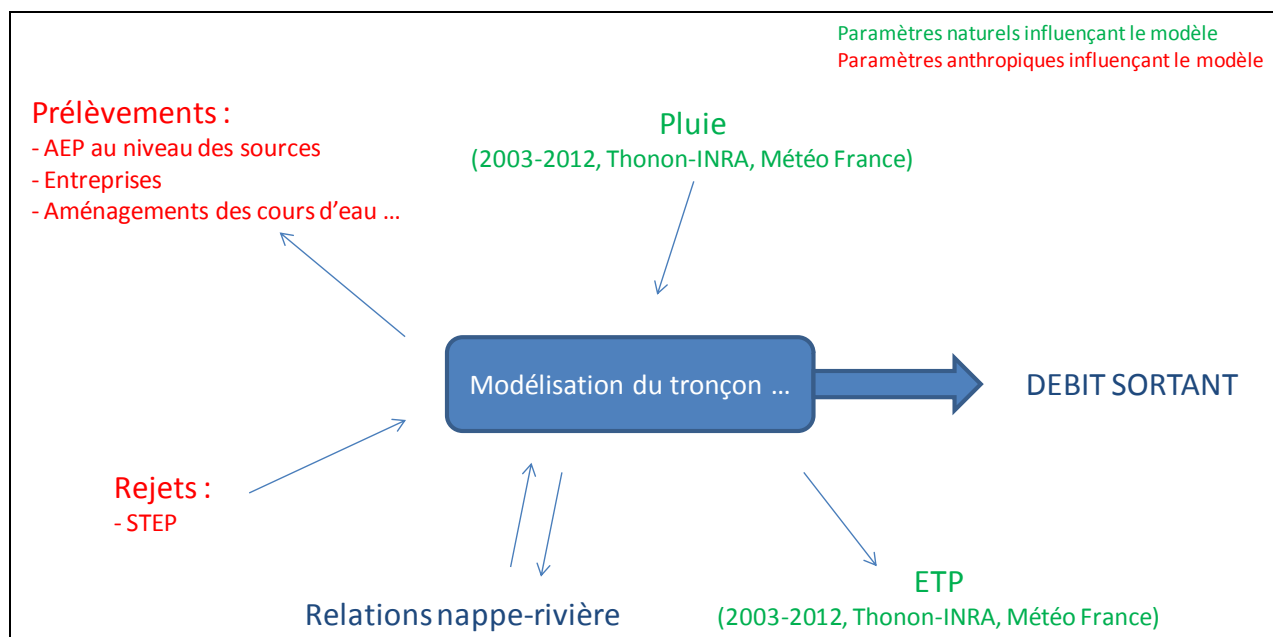 Paramètres naturels influençant le modèle
Paramètres anthropiques influençant le modèle
Prélèvements :
- AEP au niveau des sources
- Entreprises
- Aménagements des cours d'eau ...
Pluie
(2003-2012, Thonon-INRA, Météo France)
Modélisation du tronçon ...
DEBIT SORTANT
Rejets :
- STEP
Relations nappe-rivière
ETP
(2003-2012, Thonon-INRA, Météo France)